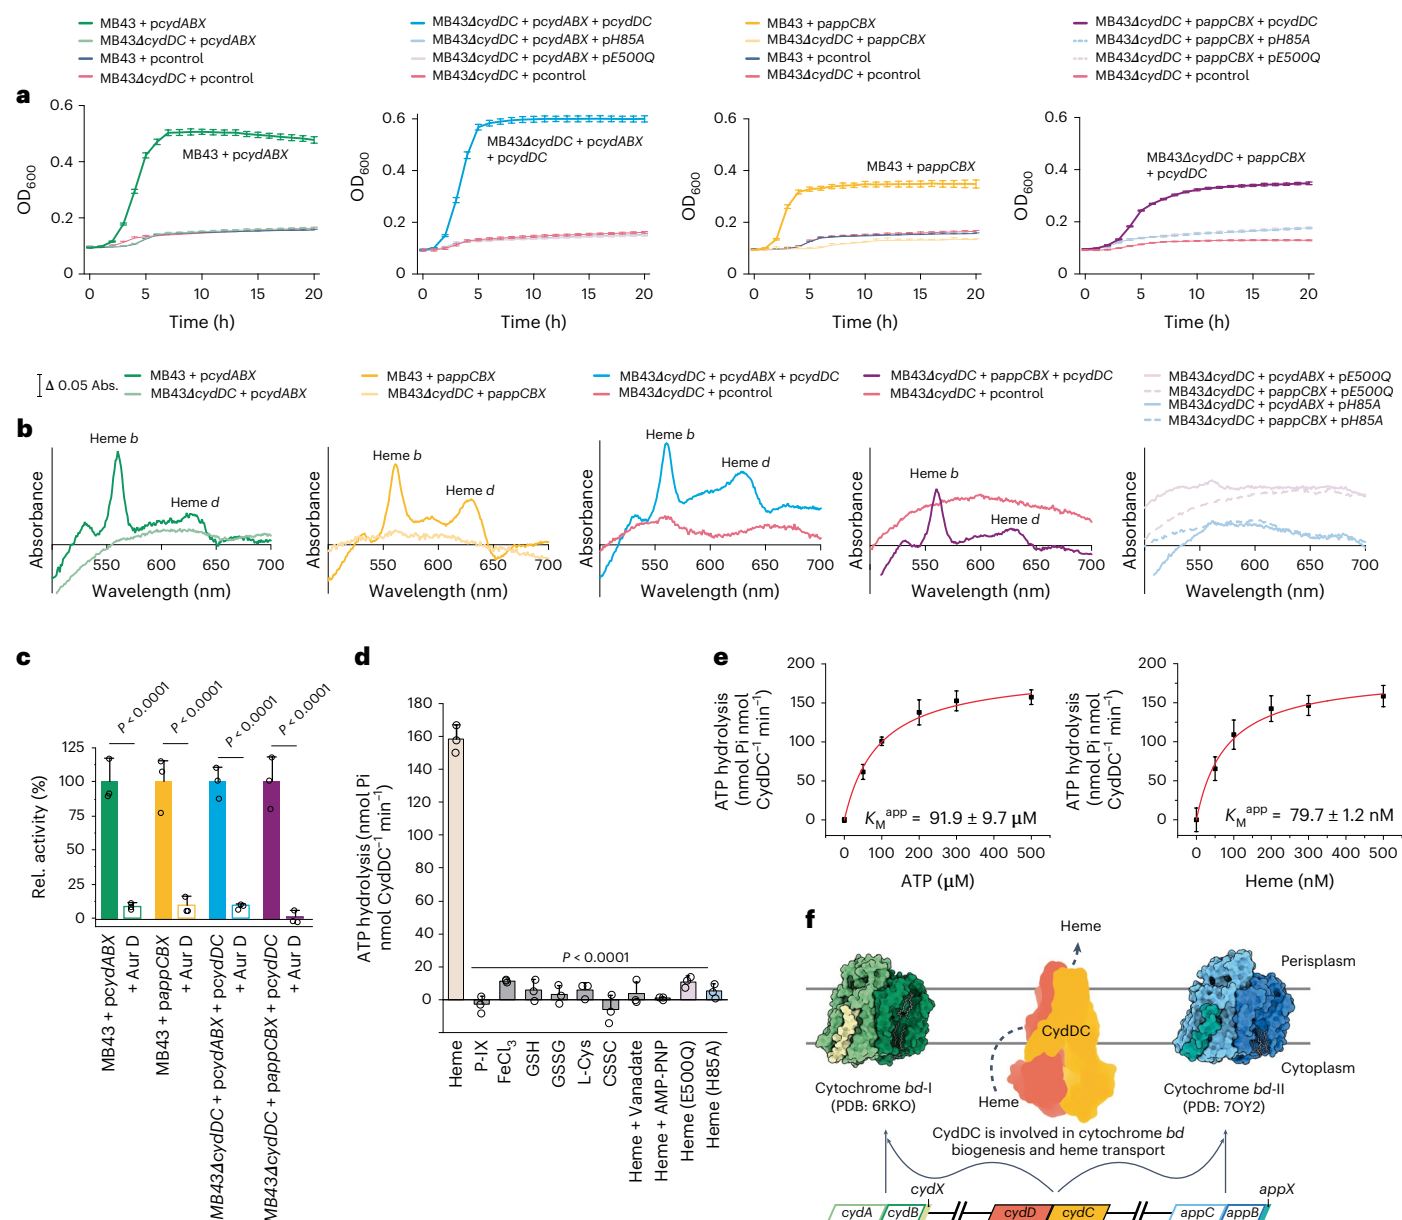 MB43 + pcydABX
MB43ΔcydDC + pcydABX
MB43 + pcontrol
MB43ΔcydDC + pcontrol
MB43ΔcydDC + pcydABX + pcydDC
MB43ΔcydDC + pcydABX + pH85A
MB43ΔcydDC + pcydABX + pE500Q
MB43ΔcydDC + pcontrol
MB43 + pappCBX
MB43ΔcydDC + pappCBX
MB43 + pcontrol
MB43ΔcydDC + pcontrol
MB43ΔcydDC + pappCBX + pcydDC
MB43ΔcydDC + pappCBX + pH85A
MB43ΔcydDC + pappCBX + pE500Q
MB43ΔcydDC + pcontrol
a
OD600
0.6
0.4
0.2
0
MB43 + pcydABX
0 5 10 15 20
Time (h)
OD600
0.6
0.4
0.2
0
MB43ΔcydDC + pcydABX
+ pcydDC
0 5 10 15 20
Time (h)
OD600
0.6
0.4
0.2
0
MB43 + pappCBX
0 5 10 15 20
Time (h)
OD600
0.6
0.4
0.2
0
MB43ΔcydDC + pappCBX
+ pcydDC
0 5 10 15 20
Time (h)
Δ 0.05 Abs.
MB43 + pcydABX
MB43ΔcydDC + pcydABX
MB43 + pappCBX
MB43ΔcydDC + pappCBX
MB43ΔcydDC + pcydABX + pcydDC
MB43ΔcydDC + pcontrol
MB43ΔcydDC + pappCBX + pcydDC
MB43ΔcydDC + pcontrol
MB43ΔcydDC + pcydABX + pE500Q
MB43ΔcydDC + pappCBX + pE500Q
MB43ΔcydDC + pcydABX + pH85A
MB43ΔcydDC + pappCBX + pH85A
b
Absorbance
Heme b
Heme d
550 600 650 700
Wavelength (nm)
Absorbance
Heme b
Heme d
550 600 650 700
Wavelength (nm)
Absorbance
Heme b
Heme d
550 600 650 700
Wavelength (nm)
Absorbance
Heme b
Heme d
550 600 650 700
Wavelength (nm)
Absorbance
550 600 650 700
Wavelength (nm)
c
P < 0.0001
P < 0.0001
P < 0.0001
P < 0.0001
Rel. activity (%)
125
100
75
50
25
0
MB43 + pcydABX
+ Aur D
MB43 + pappCBX
+ Aur D
MB43ΔcydDC + pcydABX + pcydDC
+ Aur D
MB43ΔcydDC + pappCBX + pcydDC
+ Aur D
d
ATP hydrolysis (nmol Pi
nmol CydDC−1 min−1)
180
160
140
120
100
80
60
40
20
0
P < 0.0001
Heme
P-IX
FeCl3
GSH
GSSG
L-Cys
CSSC
Heme + Vanadate
Heme + AMP-PNP
Heme (E500Q)
Heme (H85A)
e
ATP hydrolysis
(nmol Pi nmol
CydDC−1 min−1)
200
150
100
50
0
KMapp = 91.9 ± 9.7 μM
0 100 200 300 400 500
ATP (μM)
ATP hydrolysis
(nmol Pi nmol
CydDC−1 min−1)
200
150
100
50
0
KMapp = 79.7 ± 1.2 nM
0 100 200 300 400 500
Heme (nM)
f
Heme
Perisplasm
CydDC
Cytoplasm
Heme
Cytochrome bd-I
(PDB: 6RKO)
Cytochrome bd-II
(PDB: 7OY2)
CydDC is involved in cytochrome bd
biogenesis and heme transport
cydX
appX
cydA cydB cydD cydC appC appB